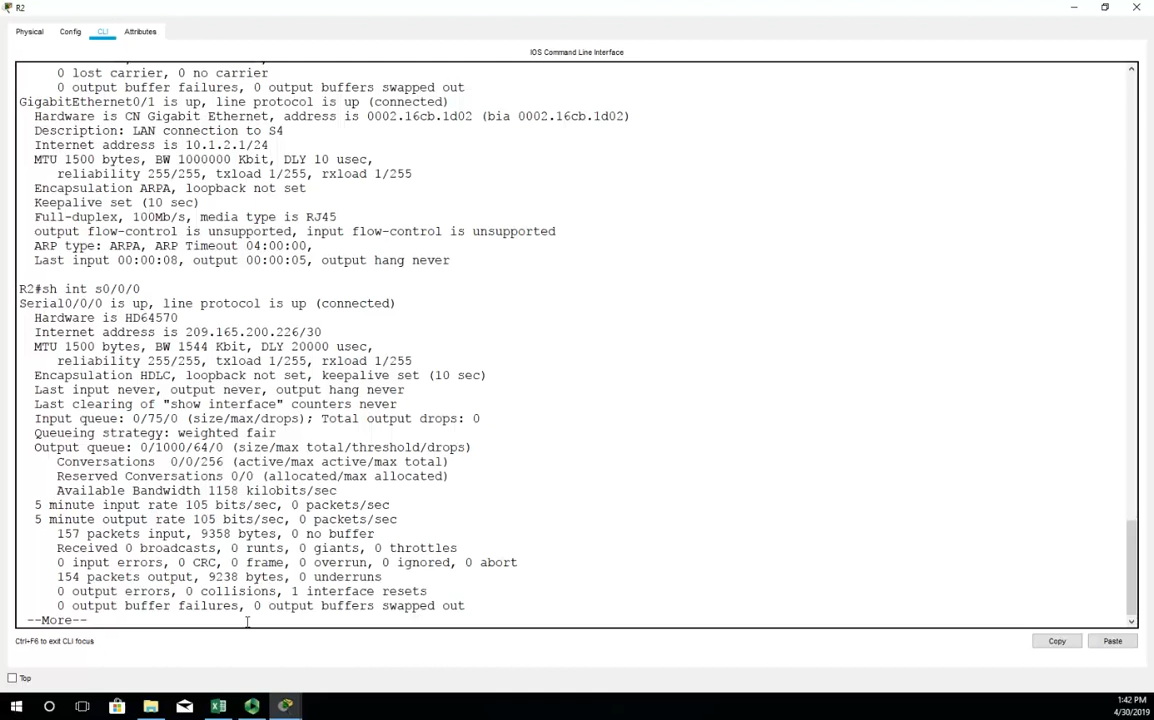 R2
Physical Config CLI Attributes
IOS Command Line Interface
0 lost carrier, 0 no carrier
0 output buffer failures, 0 output buffers swapped out
GigabitEthernet0/1 is up, line protocol is up (connected)
Hardware is CN Gigabit Ethernet, address is 0002.16cb.1d02 (bia 0002.16cb.1d02)
Description: LAN connection to S4
Internet address is 10.1.2.1/24
MTU 1500 bytes, BW 1000000 Kbit, DLY 10 usec,
reliability 255/255, txload 1/255, rxload 1/255
Encapsulation ARPA, loopback not set
Keepalive set (10 sec)
Full-duplex, 100Mb/s, media type is RJ45
output flow-control is unsupported, input flow-control is unsupported
ARP type: ARPA, ARP Timeout 04:00:00,
Last input 00:00:08, output 00:00:05, output hang never
R2#sh int s0/0/0
Serial0/0/0 is up, line protocol is up (connected)
Hardware is HD64570
Internet address is 209.165.200.226/30
MTU 1500 bytes, BW 1544 Kbit, DLY 20000 usec,
reliability 255/255, txload 1/255, rxload 1/255
Encapsulation HDLC, loopback not set, keepalive set (10 sec)
Last input never, output never, output hang never
Last clearing of "show interface" counters never
Input queue: 0/75/0 (size/max/drops); Total output drops: 0
Queueing strategy: weighted fair
Output queue: 0/1000/64/0 (size/max total/threshold/drops)
Conversations  0/0/256 (active/max active/max total)
Reserved Conversations 0/0 (allocated/max allocated)
Available Bandwidth 1158 kilobits/sec
5 minute input rate 105 bits/sec, 0 packets/sec
5 minute output rate 105 bits/sec, 0 packets/sec
157 packets input, 9358 bytes, 0 no buffer
Received 0 broadcasts, 0 runts, 0 giants, 0 throttles
0 input errors, 0 CRC, 0 frame, 0 overrun, 0 ignored, 0 abort
154 packets output, 9238 bytes, 0 underruns
0 output errors, 0 collisions, 1 interface resets
0 output buffer failures, 0 output buffers swapped out
--More--
Ctrl+F6 to exit CLI focus
Copy Paste
Top
1:42 PM
4/30/2019